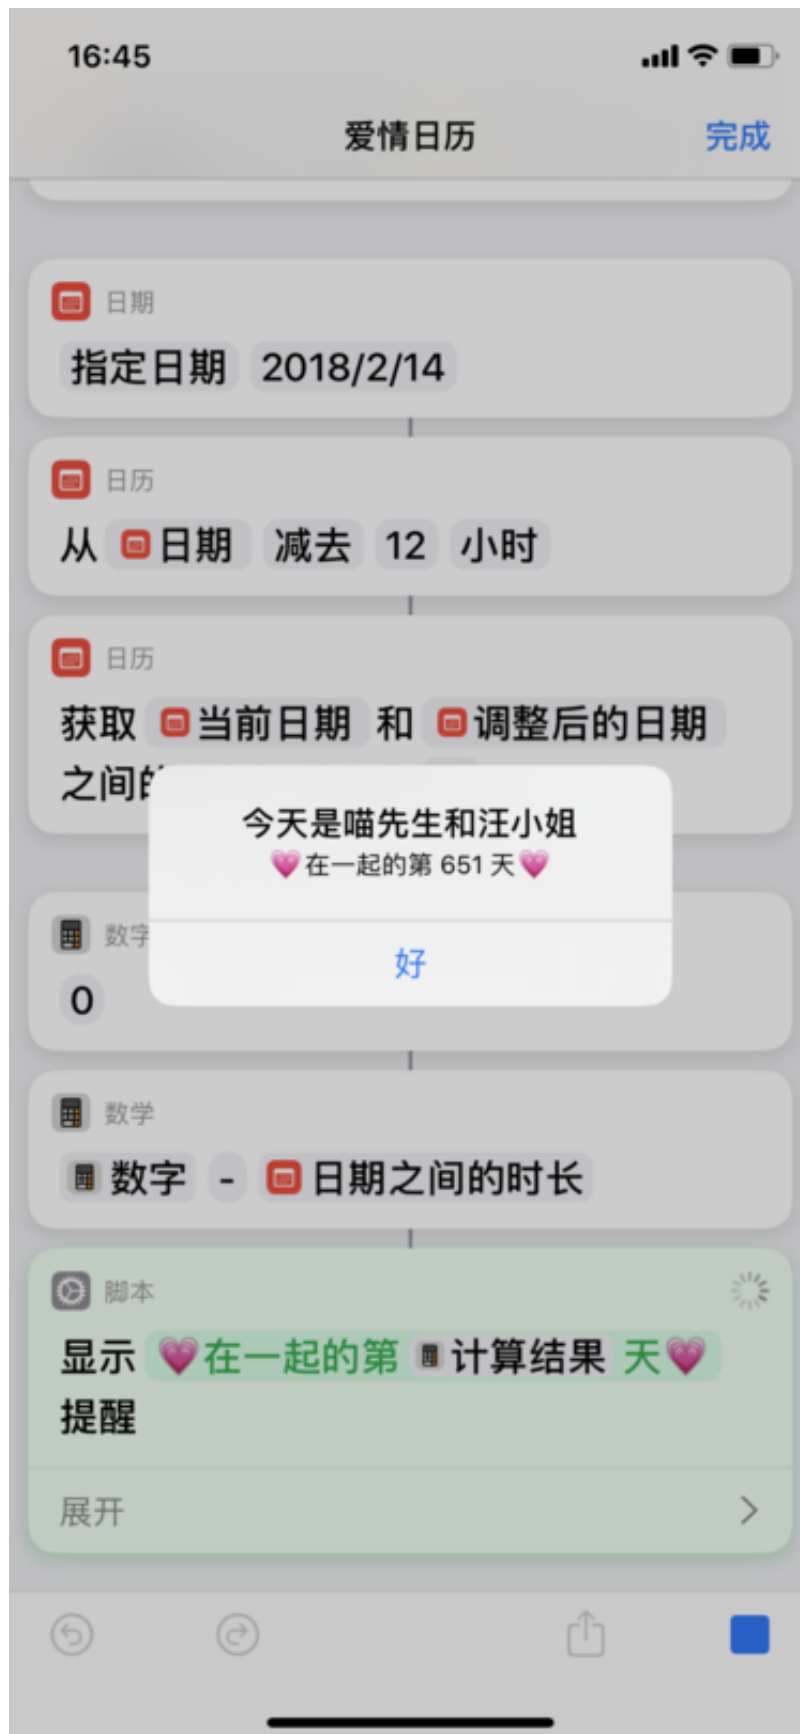 16:45
爱情日历
完成
日期
指定日期 2018/2/14
日历
从 日期 减去 12 小时
日历
获取 当前日期 和 调整后的日期
之间的
今天是喵先生和汪小姐
💗在一起的第 651 天💗
好
数字
0
数学
数字 - 日期之间的时长
脚本
显示 💗在一起的第 计算结果 天💗
提醒
展开